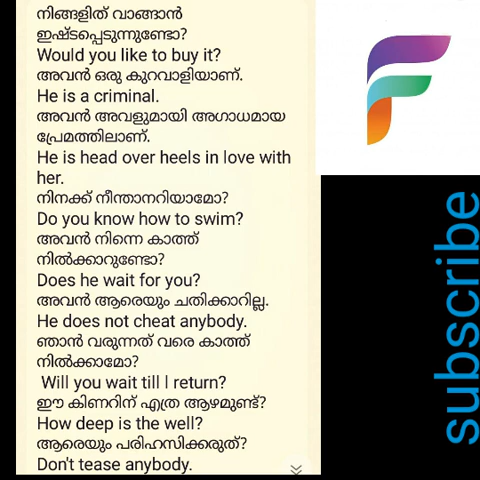 നിങ്ങളിത് വാങ്ങാൻ
ഇഷ്ടപ്പെടുന്നുണ്ടോ?
Would you like to buy it?
അവൻ ഒരു കുറവാളിയാണ്.
He is a criminal.
അവൻ അവളുമായി അഗാധമായ
പ്രേമത്തിലാണ്.
He is head over heels in love with
her.
നിനക്ക് നീന്താനറിയാമോ?
Do you know how to swim?
അവൻ നിന്നെ കാത്ത്
നിൽക്കാറുണ്ടോ?
Does he wait for you?
അവൻ ആരെയും ചതിക്കാറില്ല.
He does not cheat anybody.
ഞാൻ വരുന്നത് വരെ കാത്ത്
നിൽക്കാമോ?
Will you wait till I return?
ഈ കിണറിന് എത്ര ആഴമുണ്ട്?
How deep is the well?
ആരെയും പരിഹസിക്കരുത്?
Don't tease anybody.
subscribe